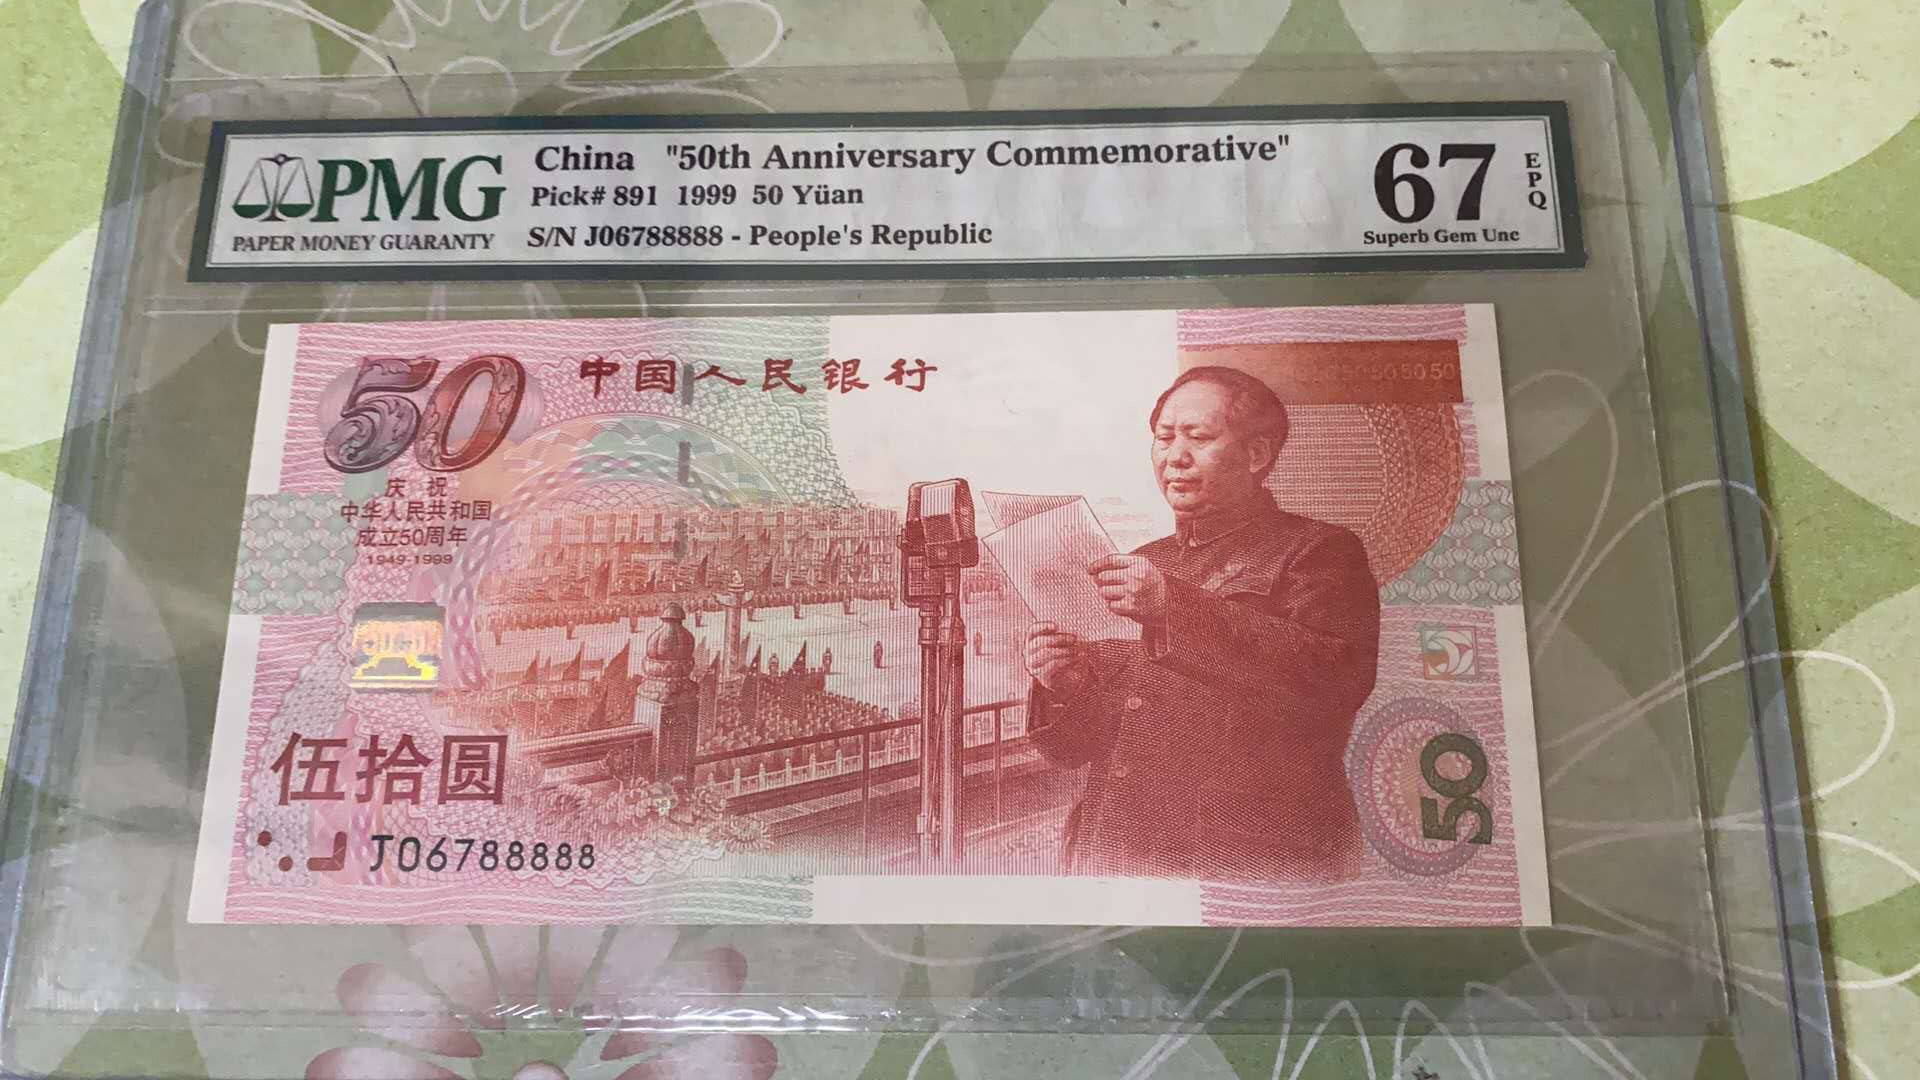 PMG
PAPER MONEY GUARANTY
China "50th Anniversary Commemorative"
Pick# 891 1999 50 Yüan
S/N J06788888 - People's Republic
67
EPQ
Superb Gem Unc
50
中国人民银行
505050
庆祝
中华人民共和国
成立50周年
1949-1999
伍拾圆
J06788888
50